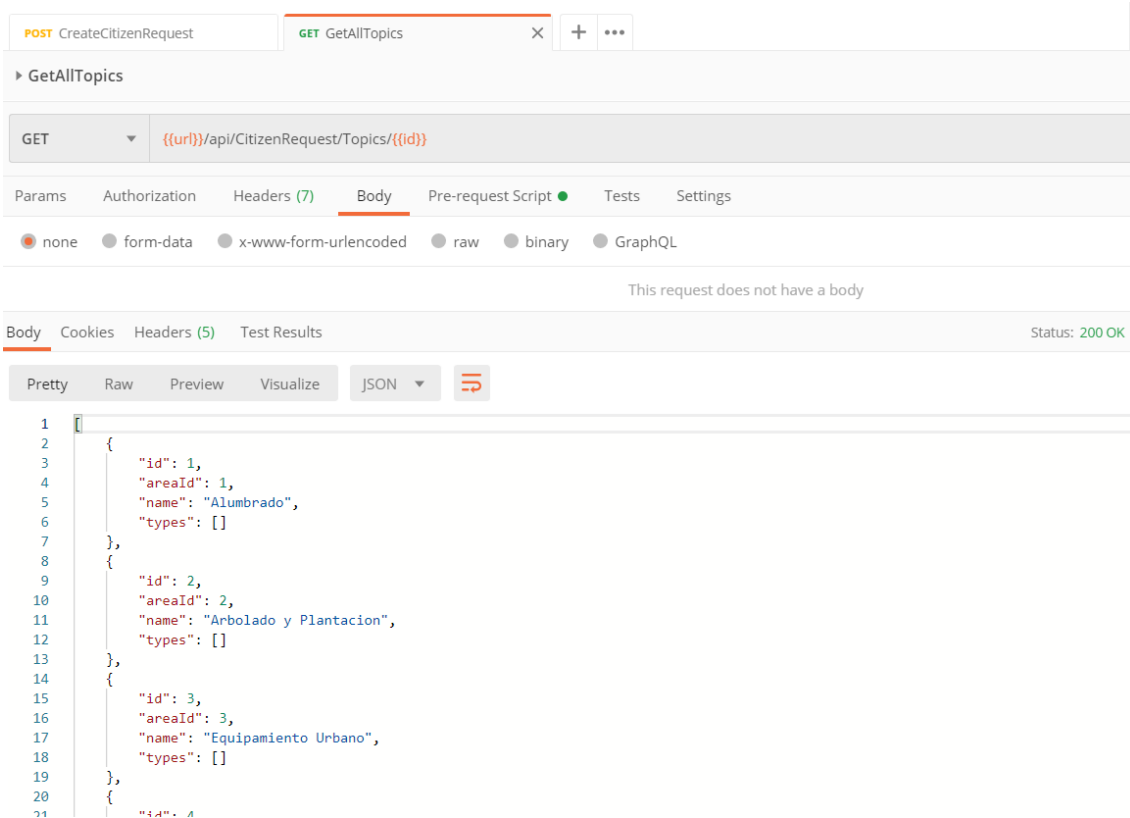 POST CreateCitizenRequest GET GetAllTopics
GetAllTopics
GET {{url}}/api/CitizenRequest/Topics/{{id}}
Params Authorization Headers (7) Body Pre-request Script Tests Settings
none form-data x-www-form-urlencoded raw binary GraphQL
This request does not have a body
Body Cookies Headers (5) Test Results Status: 200 OK
Pretty Raw Preview Visualize JSON
1 [
2 {
3 "id": 1,
4 "areaId": 1,
5 "name": "Alumbrado",
6 "types": []
7 },
8 {
9 "id": 2,
10 "areaId": 2,
11 "name": "Arbolado y Plantacion",
12 "types": []
13 },
14 {
15 "id": 3,
16 "areaId": 3,
17 "name": "Equipamiento Urbano",
18 "types": []
19 },
20 {
21 "id": 4